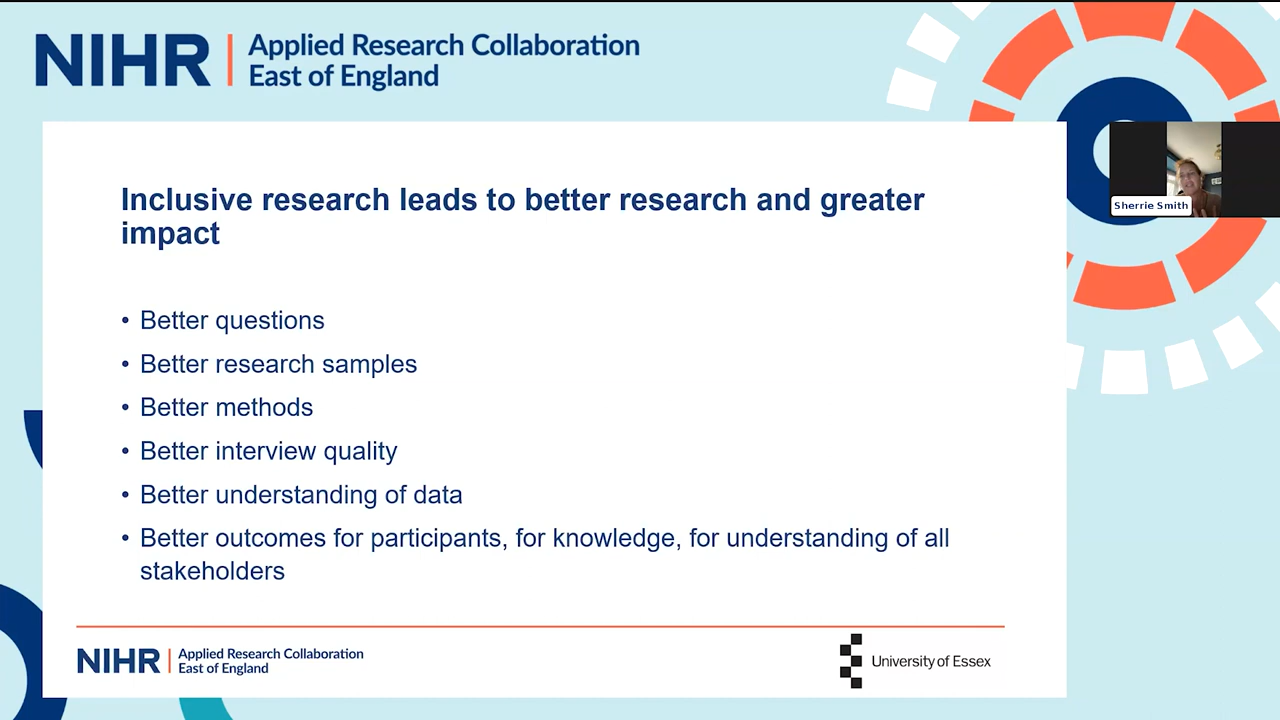 NIHR | Applied Research Collaboration
East of England
Sherrie Smith
Inclusive research leads to better research and greater
impact
• Better questions
• Better research samples
• Better methods
• Better interview quality
• Better understanding of data
• Better outcomes for participants, for knowledge, for understanding of all
stakeholders
NIHR | Applied Research Collaboration
East of England
University of Essex